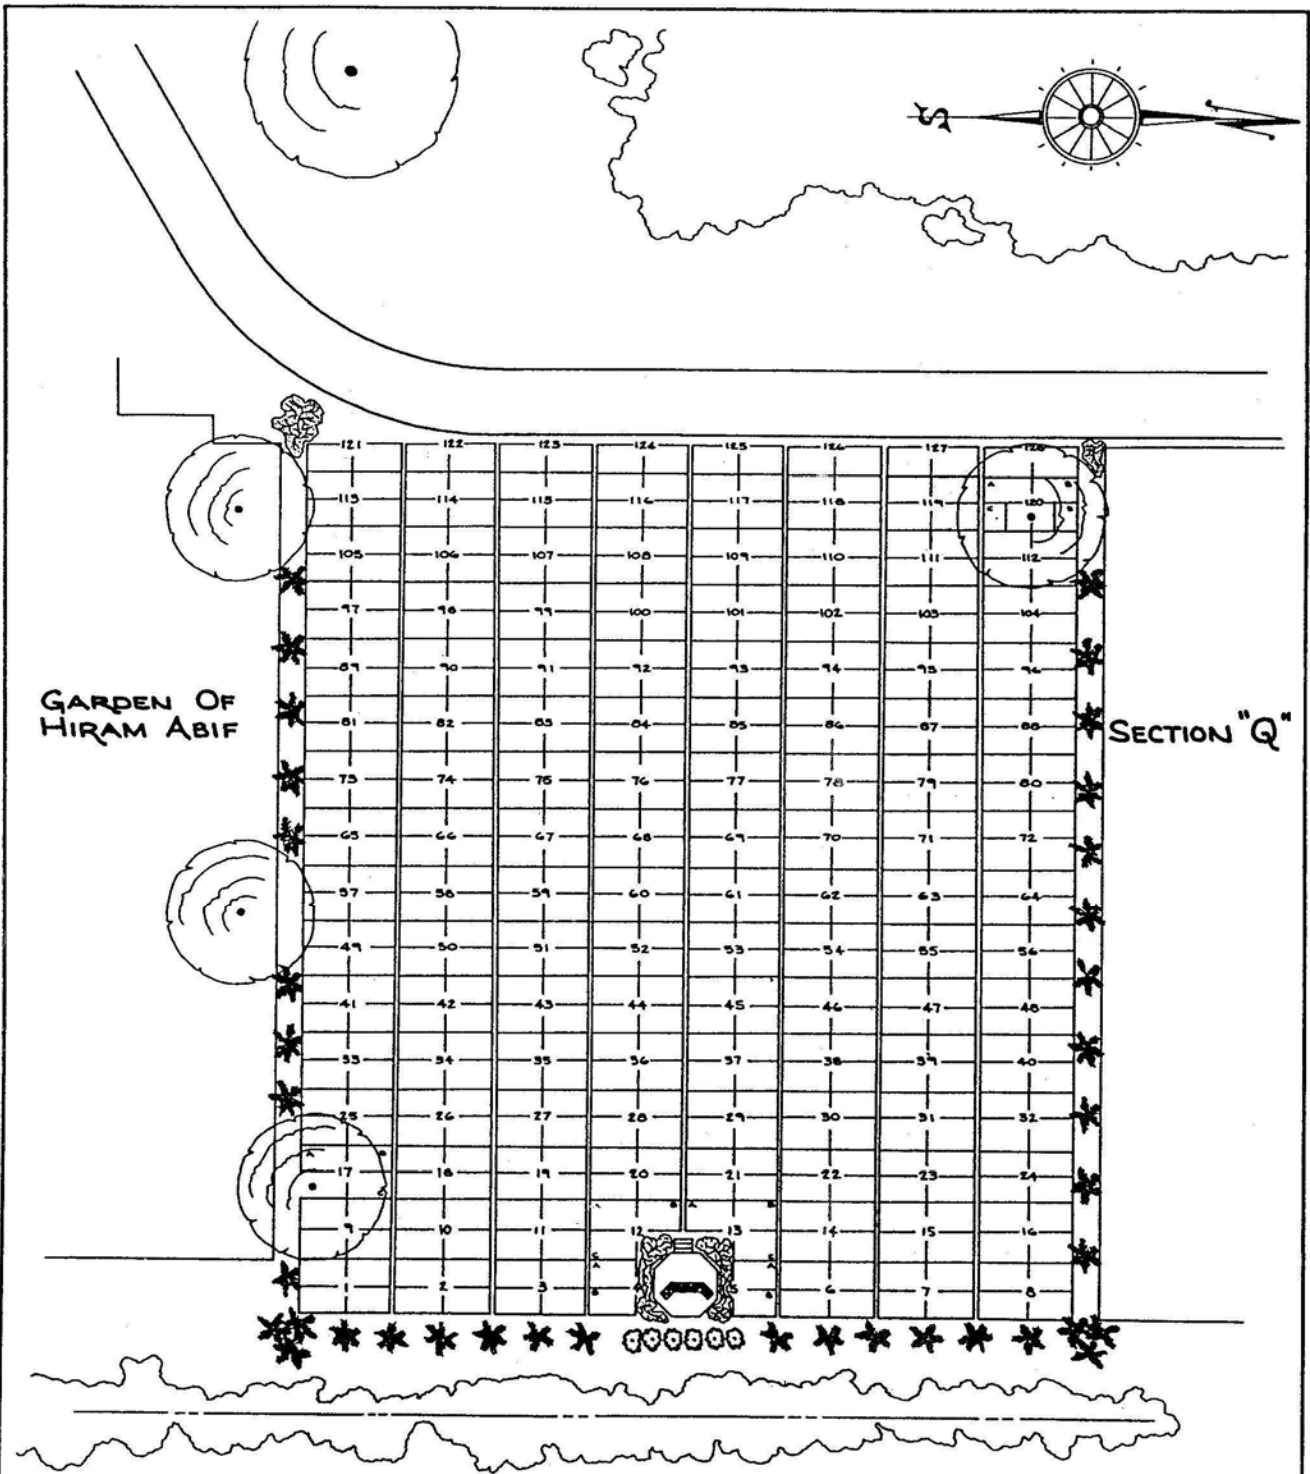 S N
121 122 123 124 125 126 127 128
A B
113 114 115 116 117 118 119 120
C D
105 106 107 108 109 110 111 112
97 98 99 100 101 102 103 104
89 90 91 92 93 94 95 96
GARDEN OF
HIRAM ABIF
81 82 83 84 85 86 87 88
SECTION "Q"
73 74 75 76 77 78 79 80
65 66 67 68 69 70 71 72
57 58 59 60 61 62 63 64
49 50 51 52 53 54 55 56
41 42 43 44 45 46 47 48
33 34 35 36 37 38 39 40
25 26 27 28 29 30 31 32
A B
17 18 19 20 21 22 23 24
C
B A B
9 10 11 12 13 14 15 16
C C
A A
1 2 3 4 5 6 7 8
B B